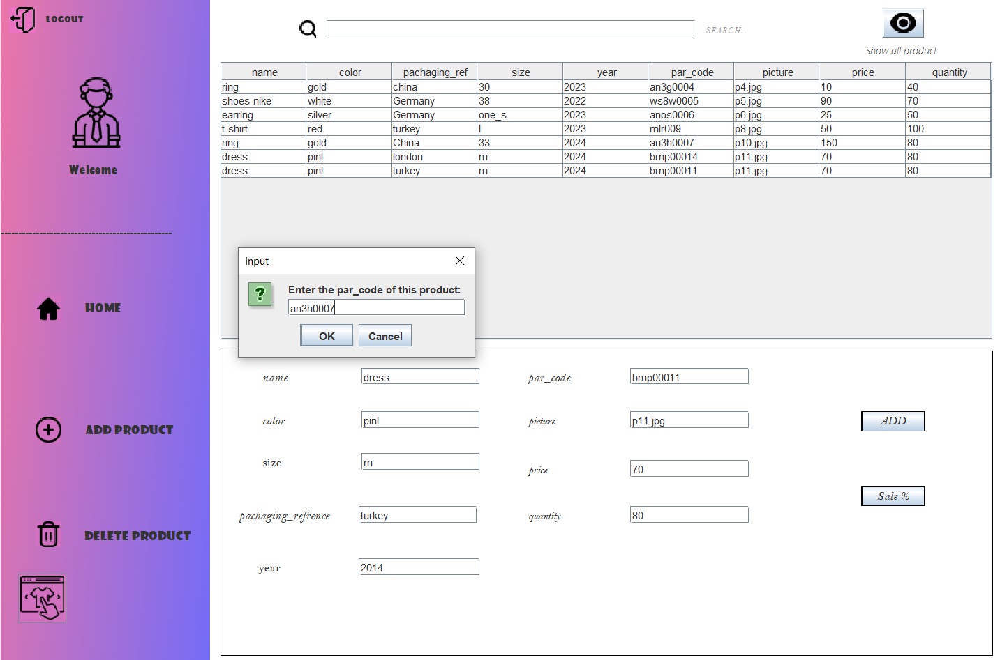 LOGOUT
Welcome
------------------------------------------------
HOME
ADD PRODUCT
DELETE PRODUCT
SEARCH...
Show all product
name color pachaging_ref size year par_code picture price quantity
ring gold china 30 2023 an3g0004 p4.jpg 10 40
shoes-nike white Germany 38 2022 ws8w0005 p5.jpg 90 70
earring silver Germany one_s 2023 anos0006 p6.jpg 25 50
t-shirt red turkey l 2023 mlr009 p8.jpg 50 100
ring gold China 33 2024 an3h0007 p10.jpg 150 80
dress pinl london m 2024 bmp00014 p11.jpg 70 80
dress pinl turkey m 2024 bmp00011 p11.jpg 70 80
Input
?
Enter the par_code of this product:
an3h0007
OK Cancel
name dress par_code bmp00011
color pinl picture p11.jpg ADD
size m price 70
Sale %
pachaging_refrence turkey quantity 80
year 2014